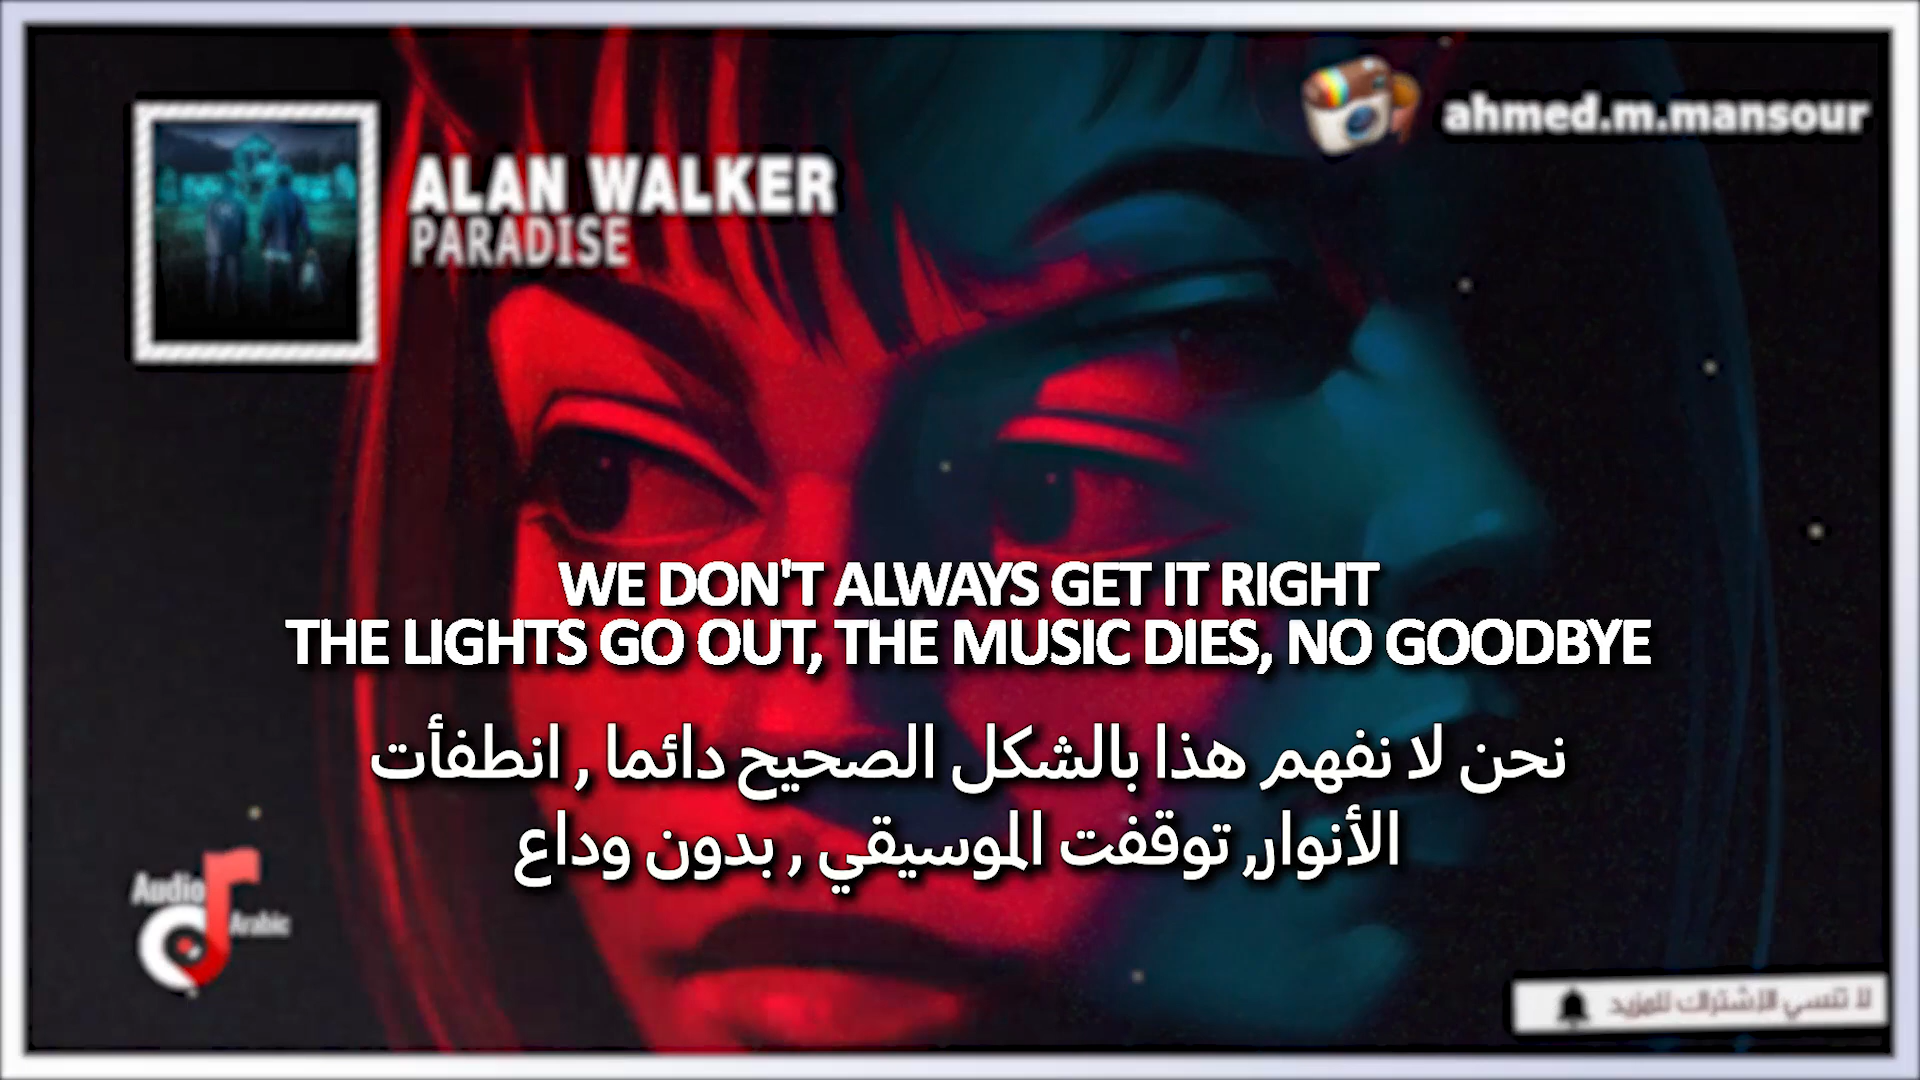 ahmed.m.mansour
ALAN WALKER
PARADISE
WE DON'T ALWAYS GET IT RIGHT
THE LIGHTS GO OUT, THE MUSIC DIES, NO GOODBYE
نحن لا نفهم هذا بالشكل الصحيح دائما , انطفأت
الأنوار, توقفت الموسيقي , بدون وداع
Audio
Arabic
لا تنسي الاشتراك للمزيد